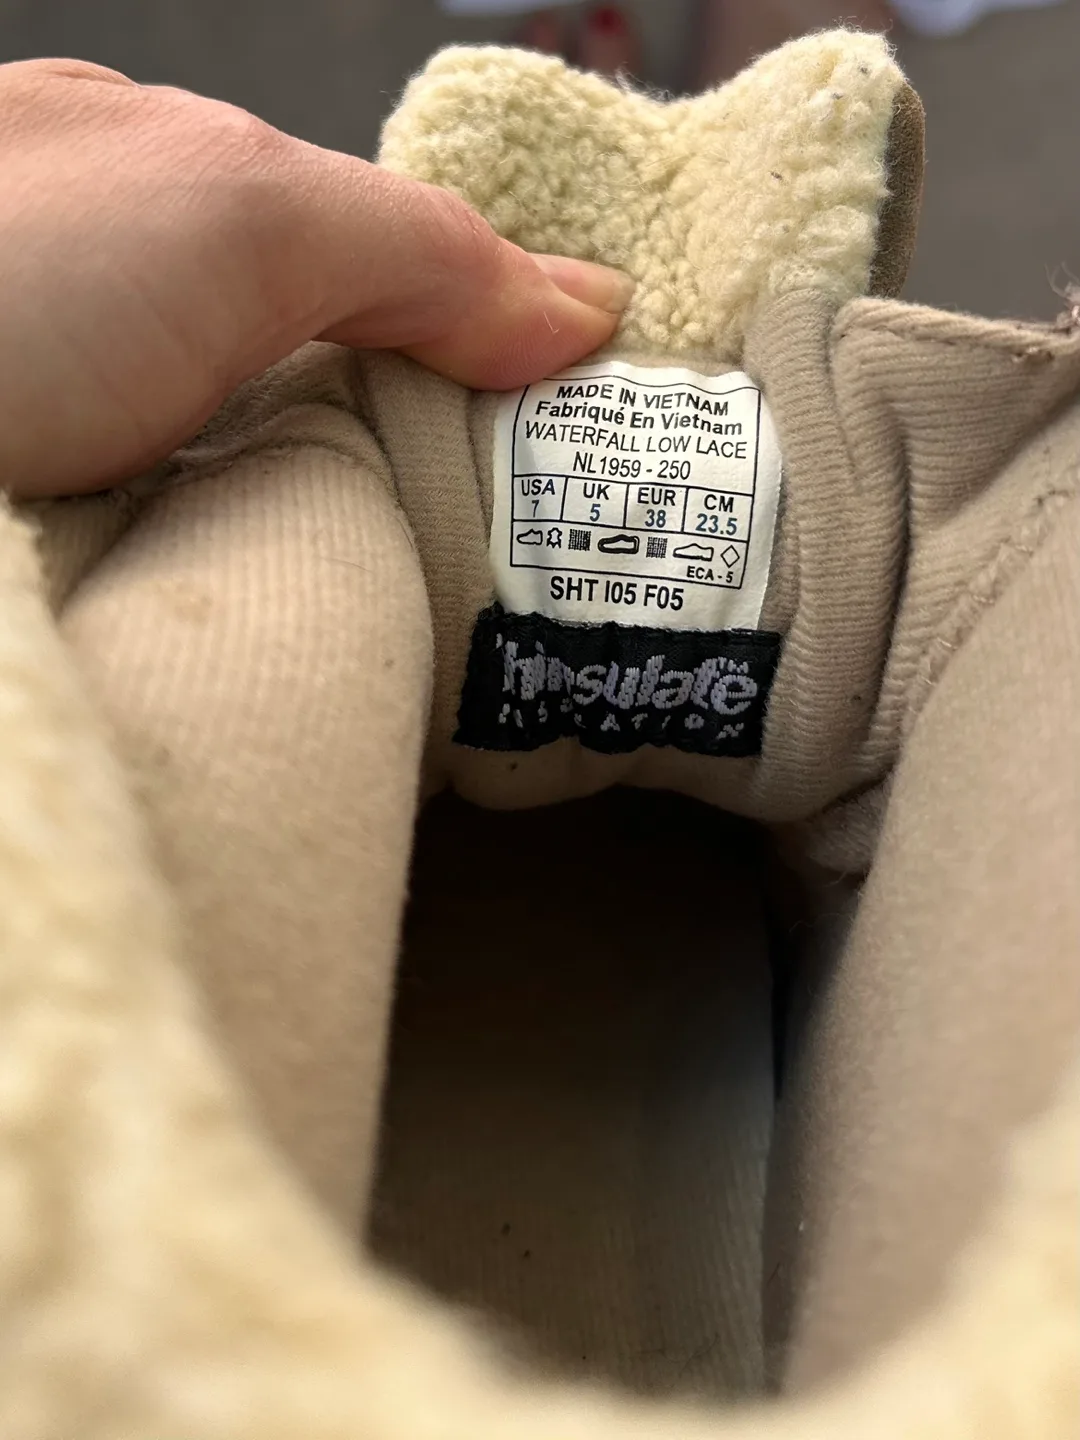 MADE IN VIETNAM
Fabriqué En Vietnam
WATERFALL LOW LACE
NL1959 - 250
USA UK EUR CM
7 5 38 23.5
ECA - 5
SHT I05 F05
Thinsulate™
INSULATION